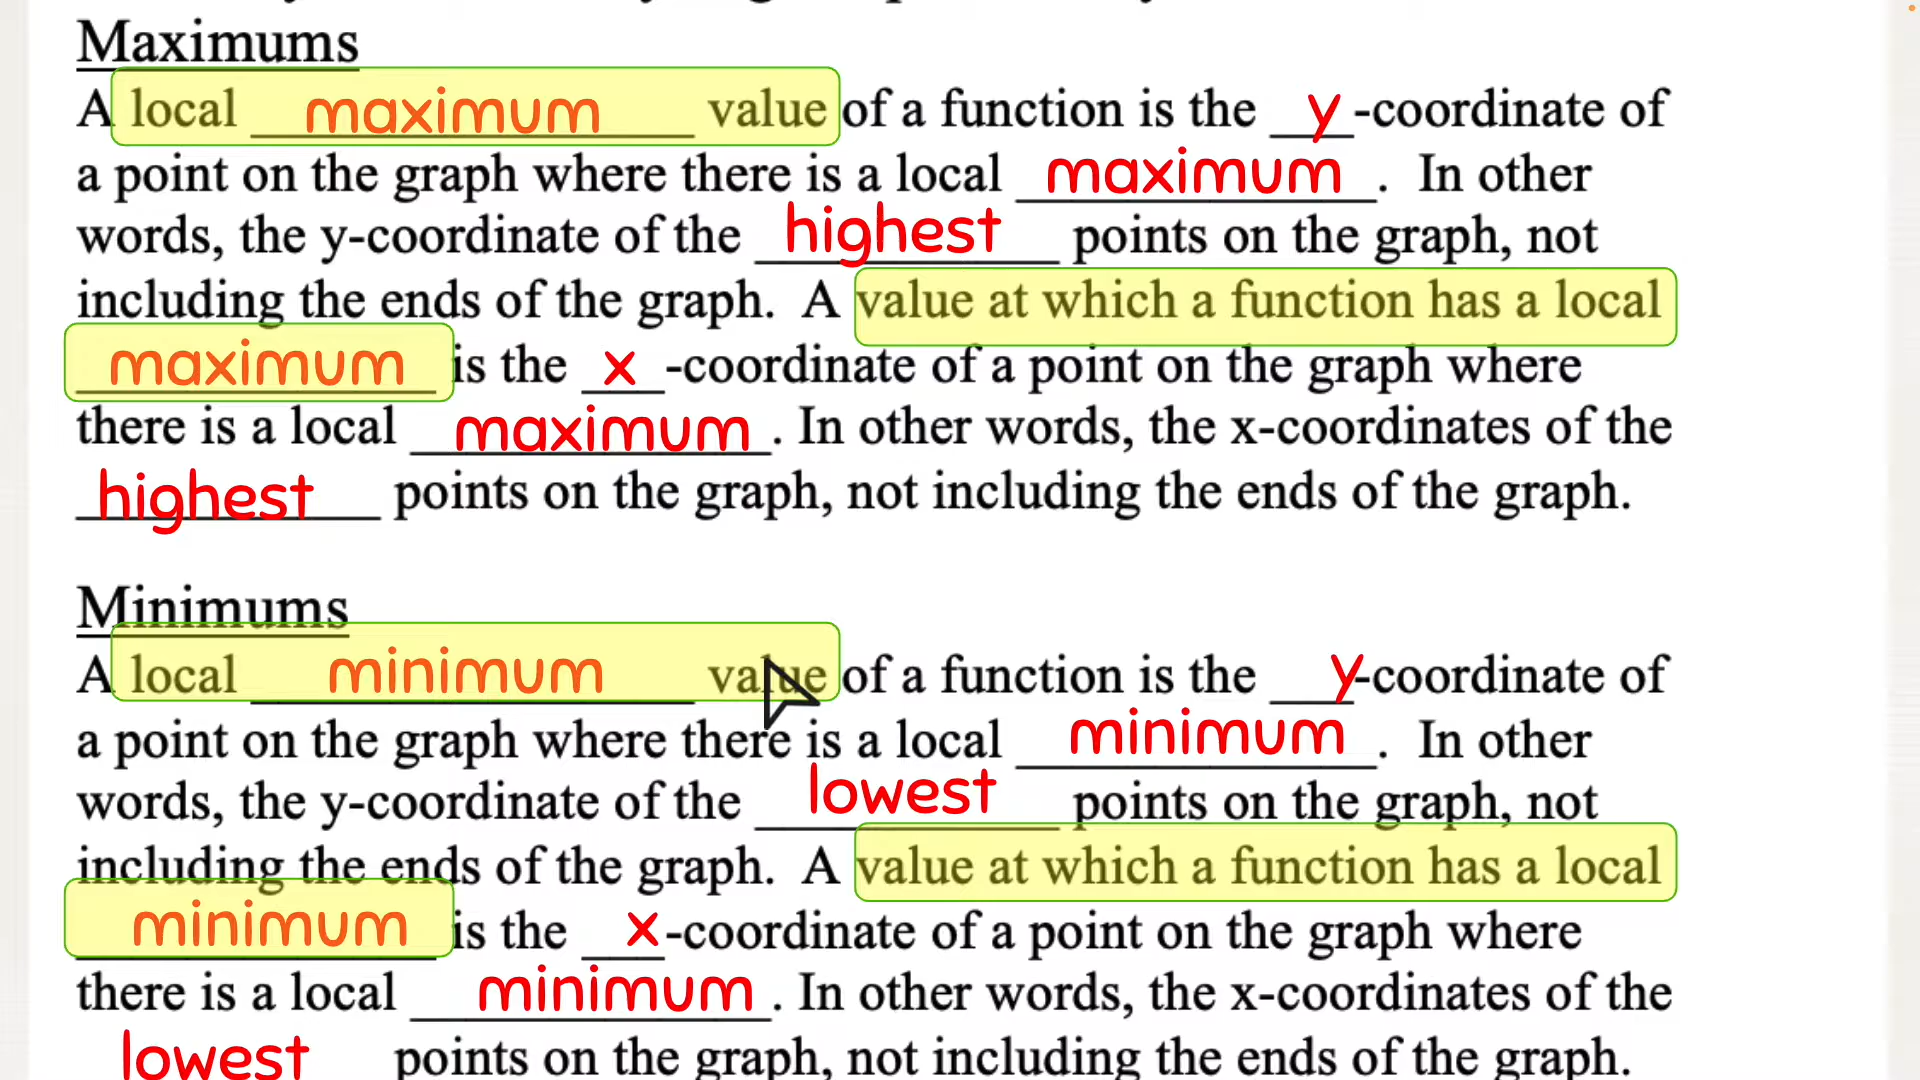 Maximums
A local maximum value of a function is the y-coordinate of
a point on the graph where there is a local maximum. In other
words, the y-coordinate of the highest points on the graph, not
including the ends of the graph. A value at which a function has a local
maximum is the x-coordinate of a point on the graph where
there is a local maximum. In other words, the x-coordinates of the
highest points on the graph, not including the ends of the graph.
Minimums
A local minimum value of a function is the y-coordinate of
a point on the graph where there is a local minimum. In other
words, the y-coordinate of the lowest points on the graph, not
including the ends of the graph. A value at which a function has a local
minimum is the x-coordinate of a point on the graph where
there is a local minimum. In other words, the x-coordinates of the
lowest points on the graph, not including the ends of the graph.